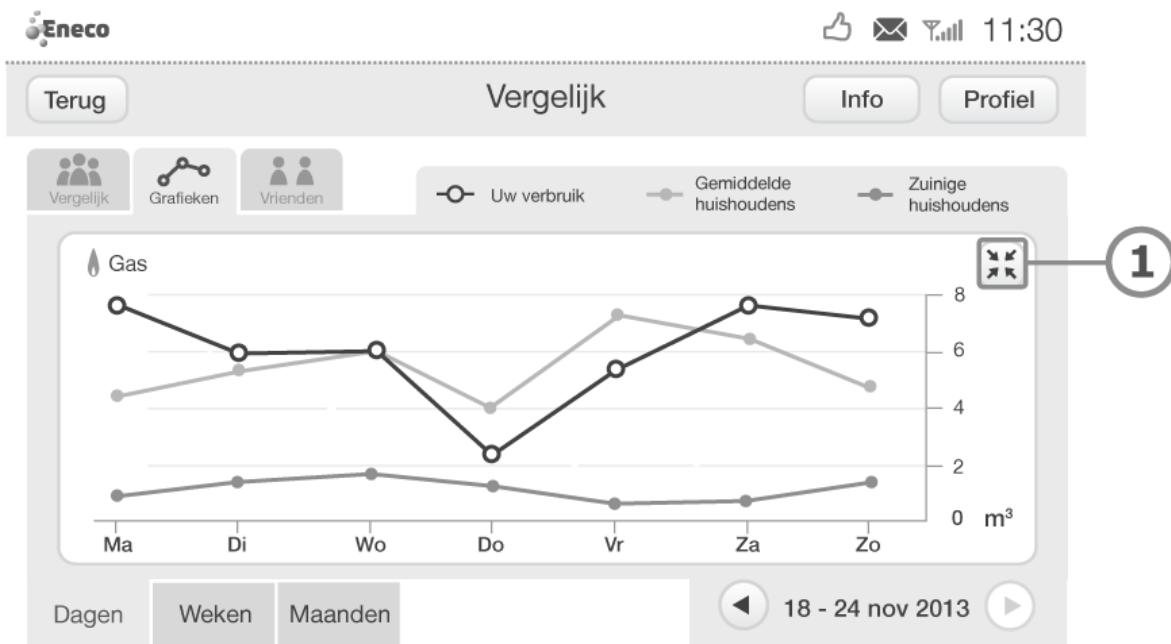 Eneco
11:30
Terug
Vergelijk
Info
Profiel
Vergelijk
Grafieken
Vrienden
Uw verbruik
Gemiddelde
huishoudens
Zuinige
huishoudens
Gas
1
8
6
4
2
0 m³
Ma Di Wo Do Vr Za Zo
Dagen
Weken
Maanden
18 - 24 nov 2013